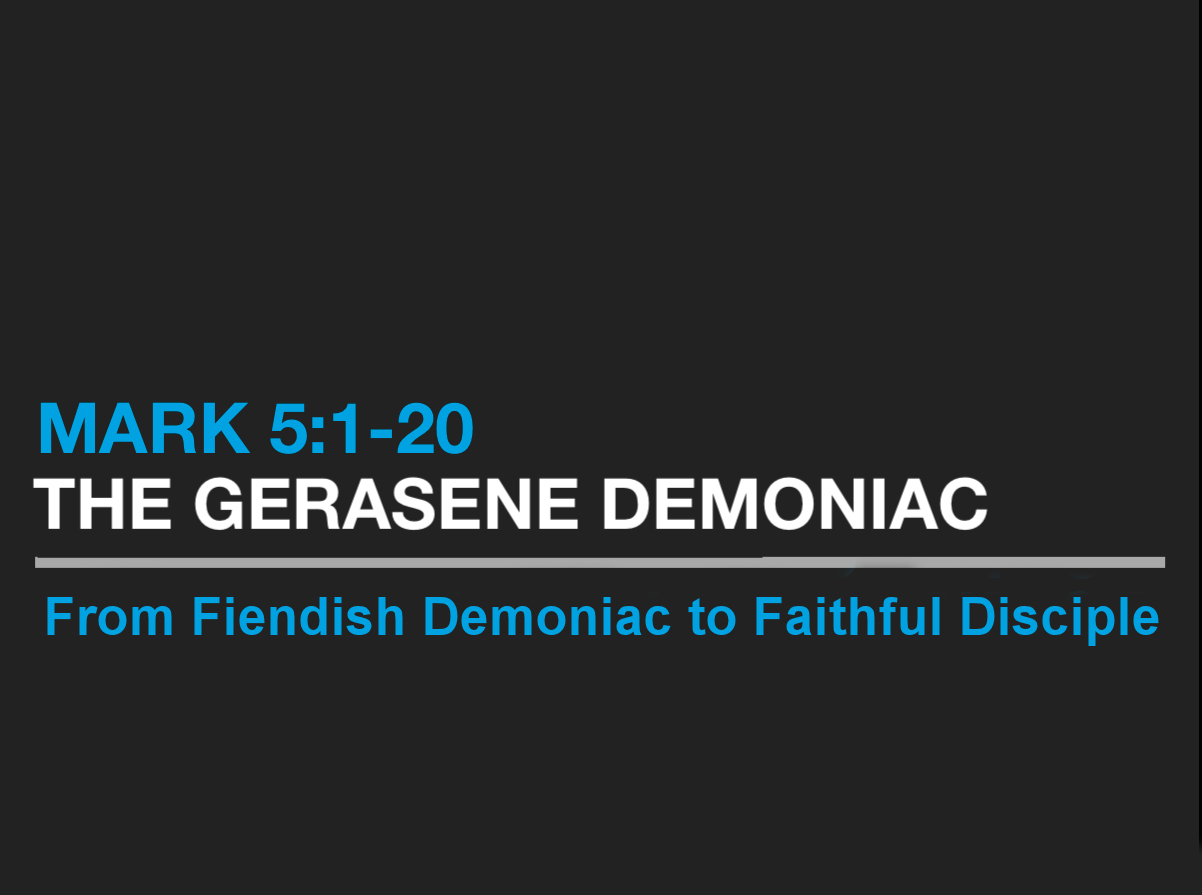 MARK 5:1-20
THE GERASENE DEMONIAC
From Fiendish Demoniac to Faithful Disciple